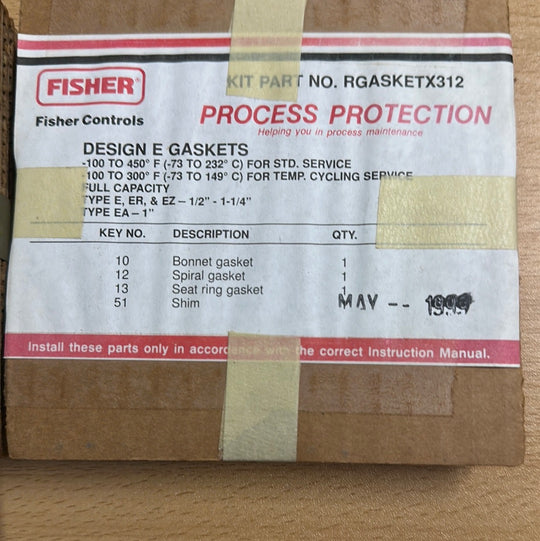 KIT PART NO. RGASKETX312
FISHER®
PROCESS PROTECTION
Fisher Controls
Helping you in process maintenance
DESIGN E GASKETS
-100 TO 450° F (-73 TO 232° C) FOR STD. SERVICE
-100 TO 300° F (-73 TO 149° C) FOR TEMP. CYCLING SERVICE
FULL CAPACITY
TYPE E, ER, & EZ – 1/2" - 1-1/4"
TYPE EA – 1"
KEY NO. DESCRIPTION QTY.
10 Bonnet gasket 1
12 Spiral gasket 1
13 Seat ring gasket 1
51 Shim
MAY --
Install these parts only in accordance with the correct Instruction Manual.